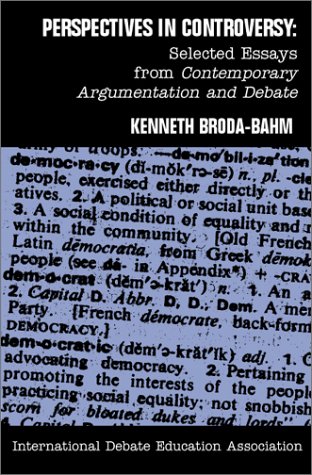 PERSPECTIVES IN CONTROVERSY:
Selected Essays
from Contemporary
Argumentation and Debate
KENNETH BRODA-BAHM
army of troops. —de-mo/bil-i-za/tion
de-moc-ra-cy (dĭ-mŏk/rə-sē) n., pl. -cie
people, exercised either directly or th
atives. 2. A political or social unit base
3. A social condition of equality and r
within the community. [Old French
Latin dēmocratia, from Greek dēmok
people (see dā- in Appendix*) + -CRA
dem-o-crat (dĕm/ə-krăt/) n. 1. An a
2. Capital D. Abbr. D, D., Dem. A mem
Party. [French démocrate, back-form
DEMOCRACY.]
dem-o-crat-ic (dĕm/ə-krăt/ĭk) adj. 1. C
advocating democracy. 2. Pertaining
promoting the interests of the people
practicing social equality; not snobbish
scorn for bloated dukes and lords"
International Debate Education Association